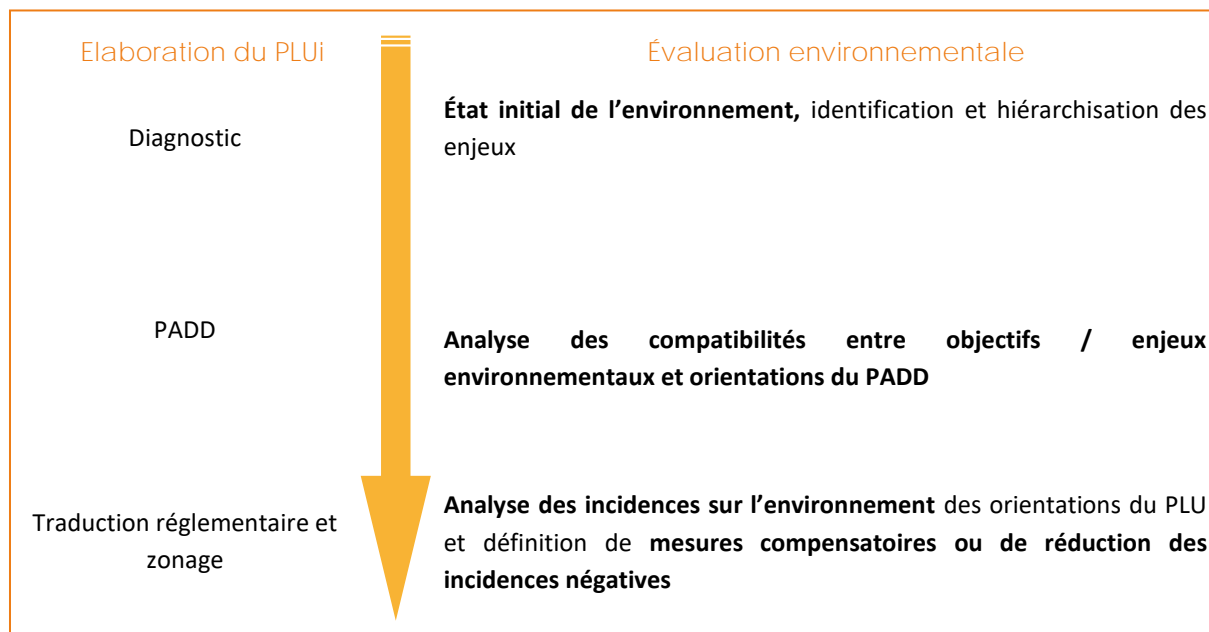 Elaboration du PLUi
Évaluation environnementale
Diagnostic
État initial de l’environnement, identification et hiérarchisation des
enjeux
PADD
Analyse des compatibilités entre objectifs / enjeux
environnementaux et orientations du PADD
Traduction réglementaire et
zonage
Analyse des incidences sur l’environnement des orientations du PLU
et définition de mesures compensatoires ou de réduction des
incidences négatives